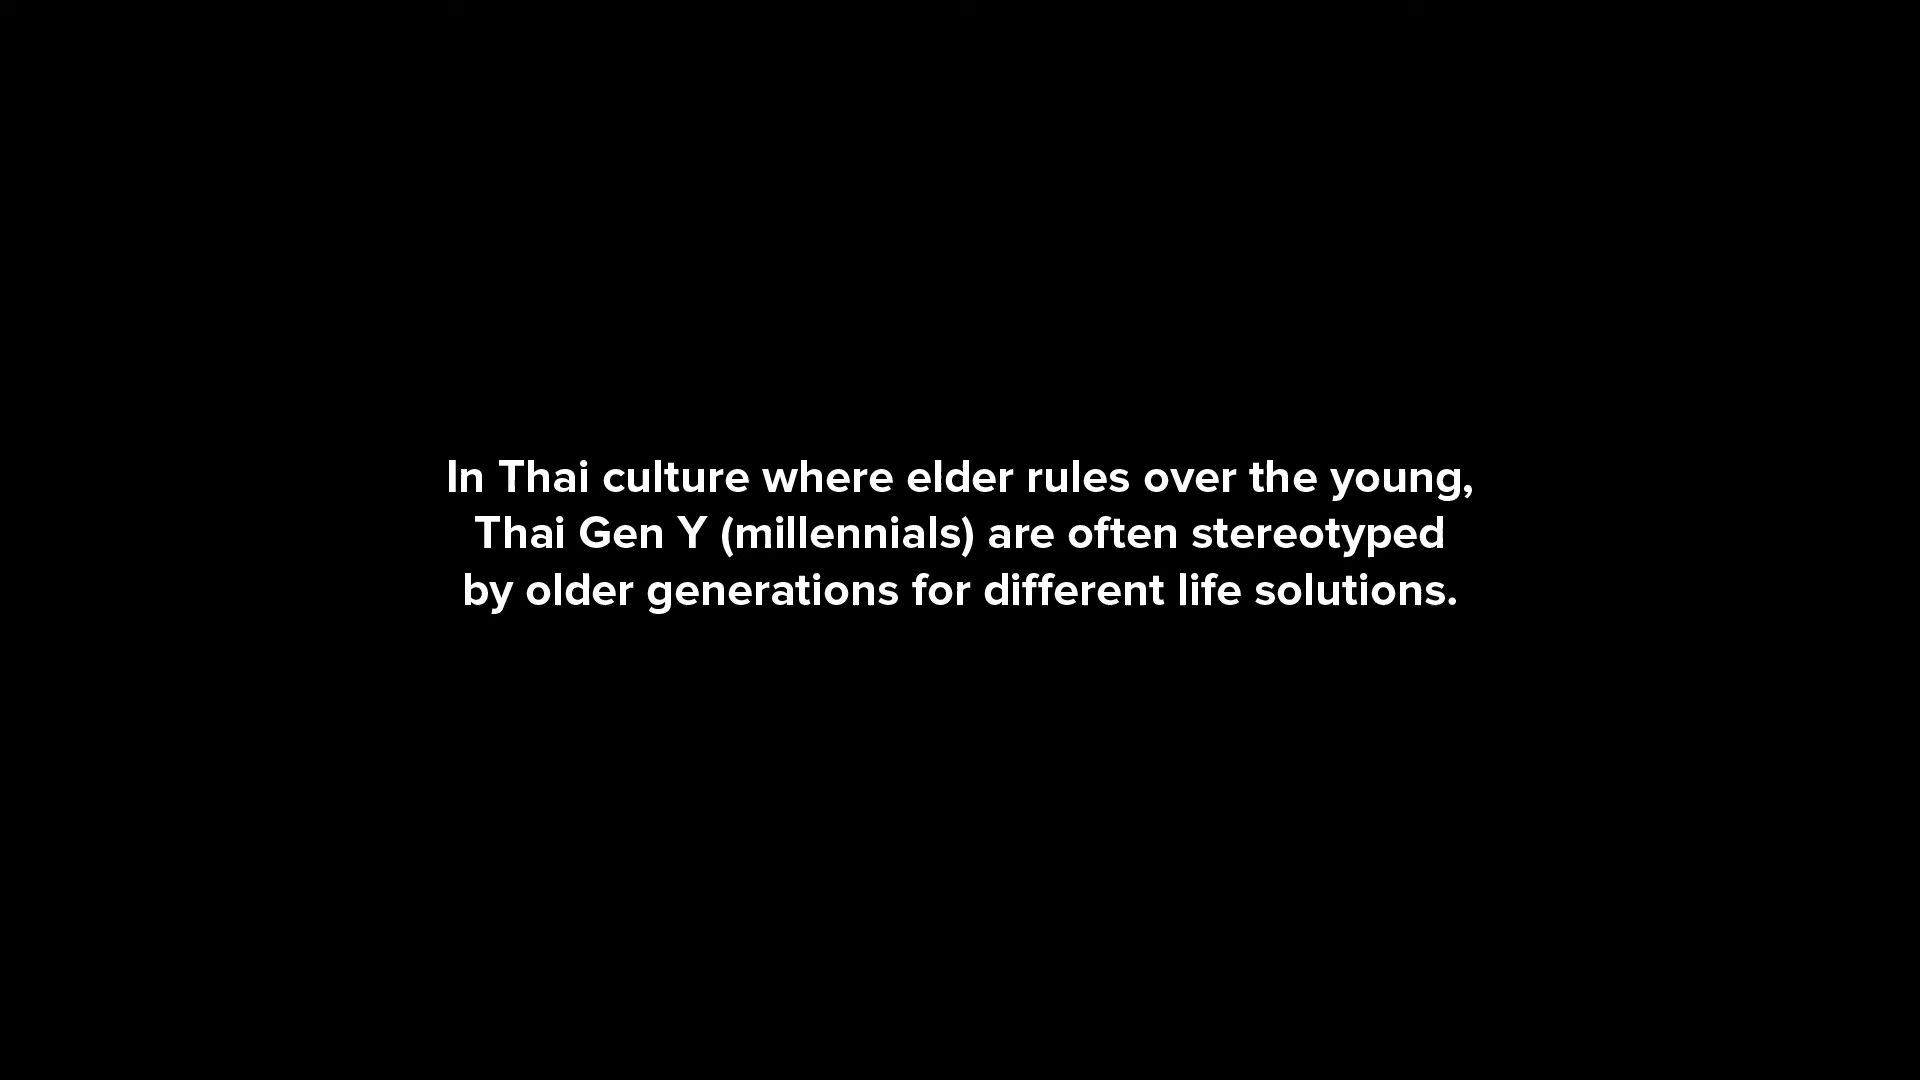 In Thai culture where elder rules over the young,
Thai Gen Y (millennials) are often stereotyped
by older generations for different life solutions.